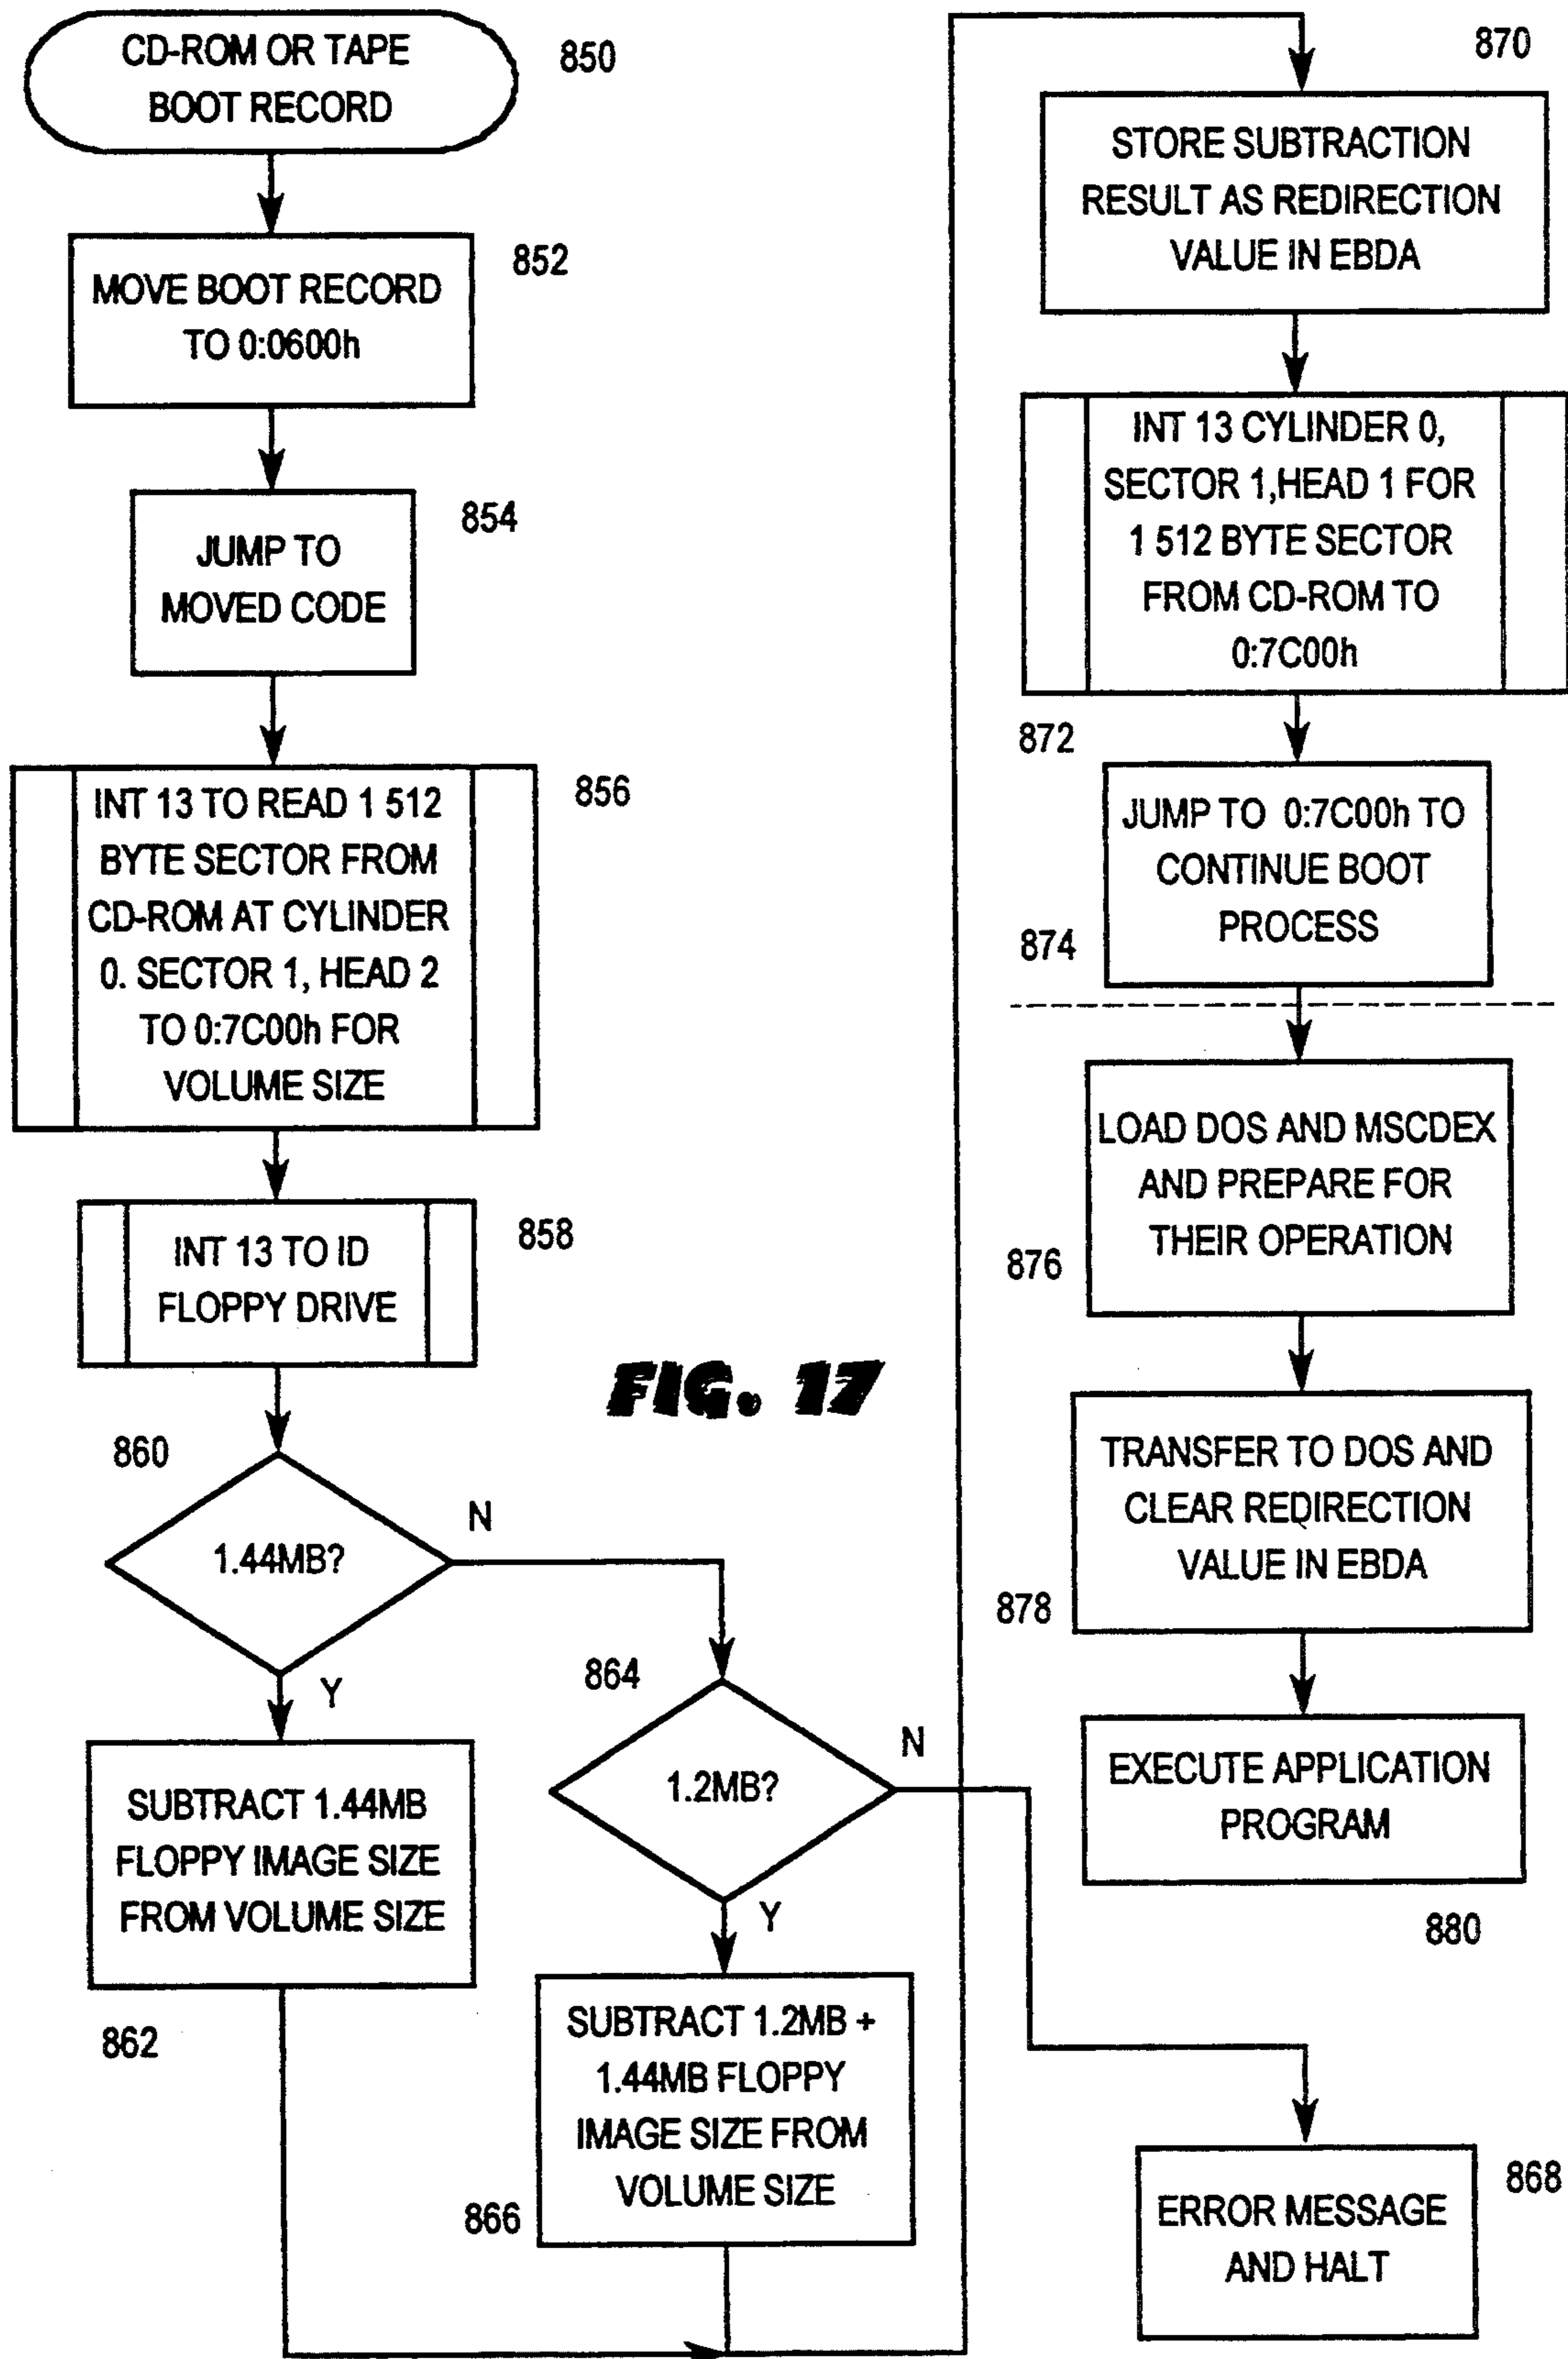 CD-ROM OR TAPE
BOOT RECORD
850
MOVE BOOT RECORD
TO 0:0600h
852
JUMP TO
MOVED CODE
854
INT 13 TO READ 1 512
BYTE SECTOR FROM
CD-ROM AT CYLINDER
0. SECTOR 1, HEAD 2
TO 0:7C00h FOR
VOLUME SIZE
856
INT 13 TO ID
FLOPPY DRIVE
858
FIG. 17
860
1.44MB?
N
Y
SUBTRACT 1.44MB
FLOPPY IMAGE SIZE
FROM VOLUME SIZE
862
864
1.2MB?
N
Y
SUBTRACT 1.2MB +
1.44MB FLOPPY
IMAGE SIZE FROM
VOLUME SIZE
866
870
STORE SUBTRACTION
RESULT AS REDIRECTION
VALUE IN EBDA
INT 13 CYLINDER 0,
SECTOR 1,HEAD 1 FOR
1 512 BYTE SECTOR
FROM CD-ROM TO
0:7C00h
872
JUMP TO 0:7C00h TO
CONTINUE BOOT
PROCESS
874
LOAD DOS AND MSCDEX
AND PREPARE FOR
THEIR OPERATION
876
TRANSFER TO DOS AND
CLEAR REDIRECTION
VALUE IN EBDA
878
EXECUTE APPLICATION
PROGRAM
880
ERROR MESSAGE
AND HALT
868